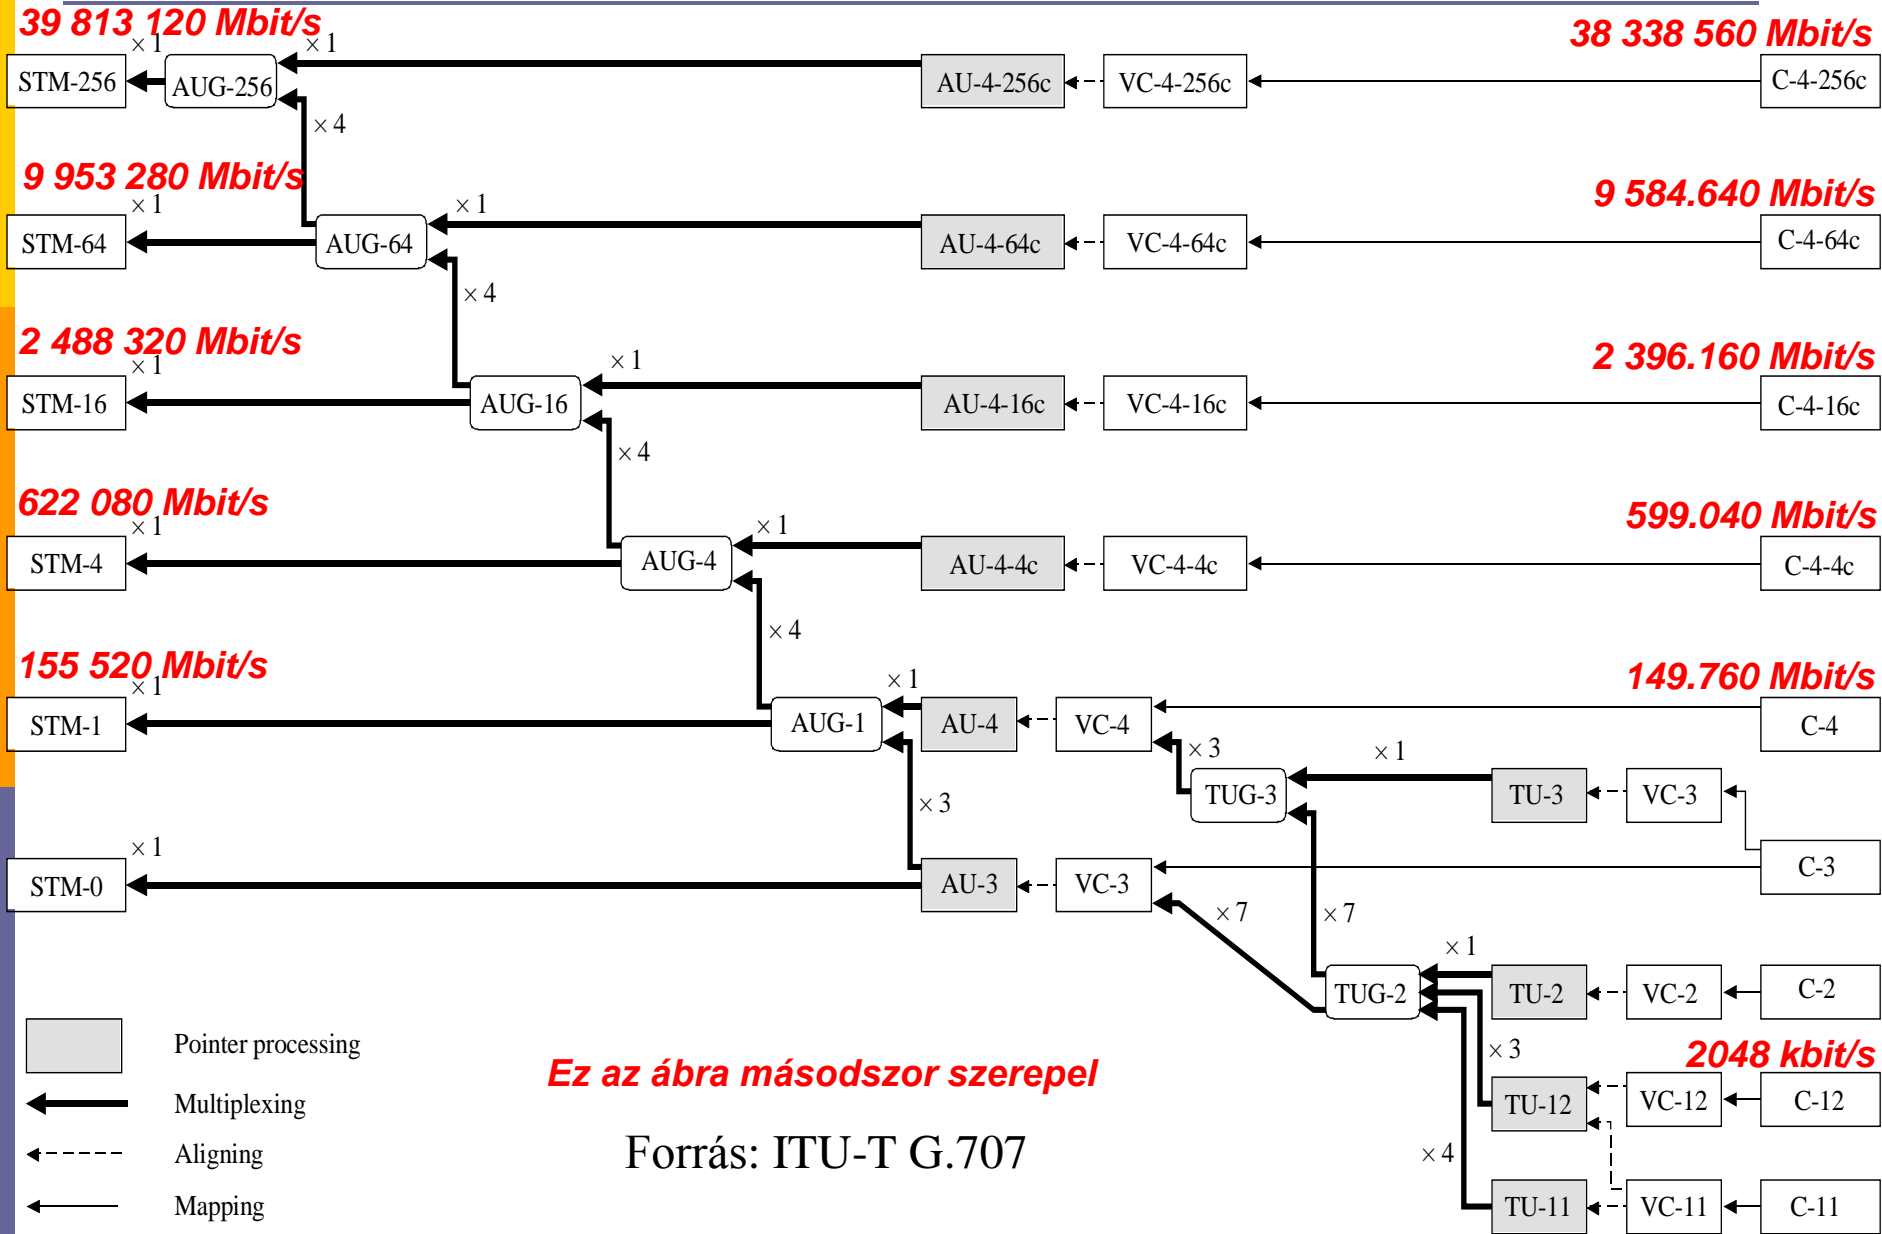 39 813 120 Mbit/s
38 338 560 Mbit/s
× 1
× 1
STM-256
AUG-256
AU-4-256c
VC-4-256c
C-4-256c
× 4
9 953 280 Mbit/s
9 584.640 Mbit/s
× 1
× 1
STM-64
AUG-64
AU-4-64c
VC-4-64c
C-4-64c
× 4
2 488 320 Mbit/s
2 396.160 Mbit/s
× 1
× 1
STM-16
AUG-16
AU-4-16c
VC-4-16c
C-4-16c
× 4
622 080 Mbit/s
599.040 Mbit/s
× 1
× 1
STM-4
AUG-4
AU-4-4c
VC-4-4c
C-4-4c
× 4
155 520 Mbit/s
149.760 Mbit/s
× 1
× 1
STM-1
AUG-1
AU-4
VC-4
C-4
× 3
× 1
TUG-3
TU-3
VC-3
× 3
× 1
STM-0
AU-3
VC-3
C-3
× 7
× 7
× 1
TUG-2
TU-2
VC-2
C-2
Pointer processing
× 3
2048 kbit/s
Ez az ábra másodszor szerepel
Multiplexing
TU-12
VC-12
C-12
Aligning
Forrás: ITU-T G.707
× 4
Mapping
TU-11
VC-11
C-11